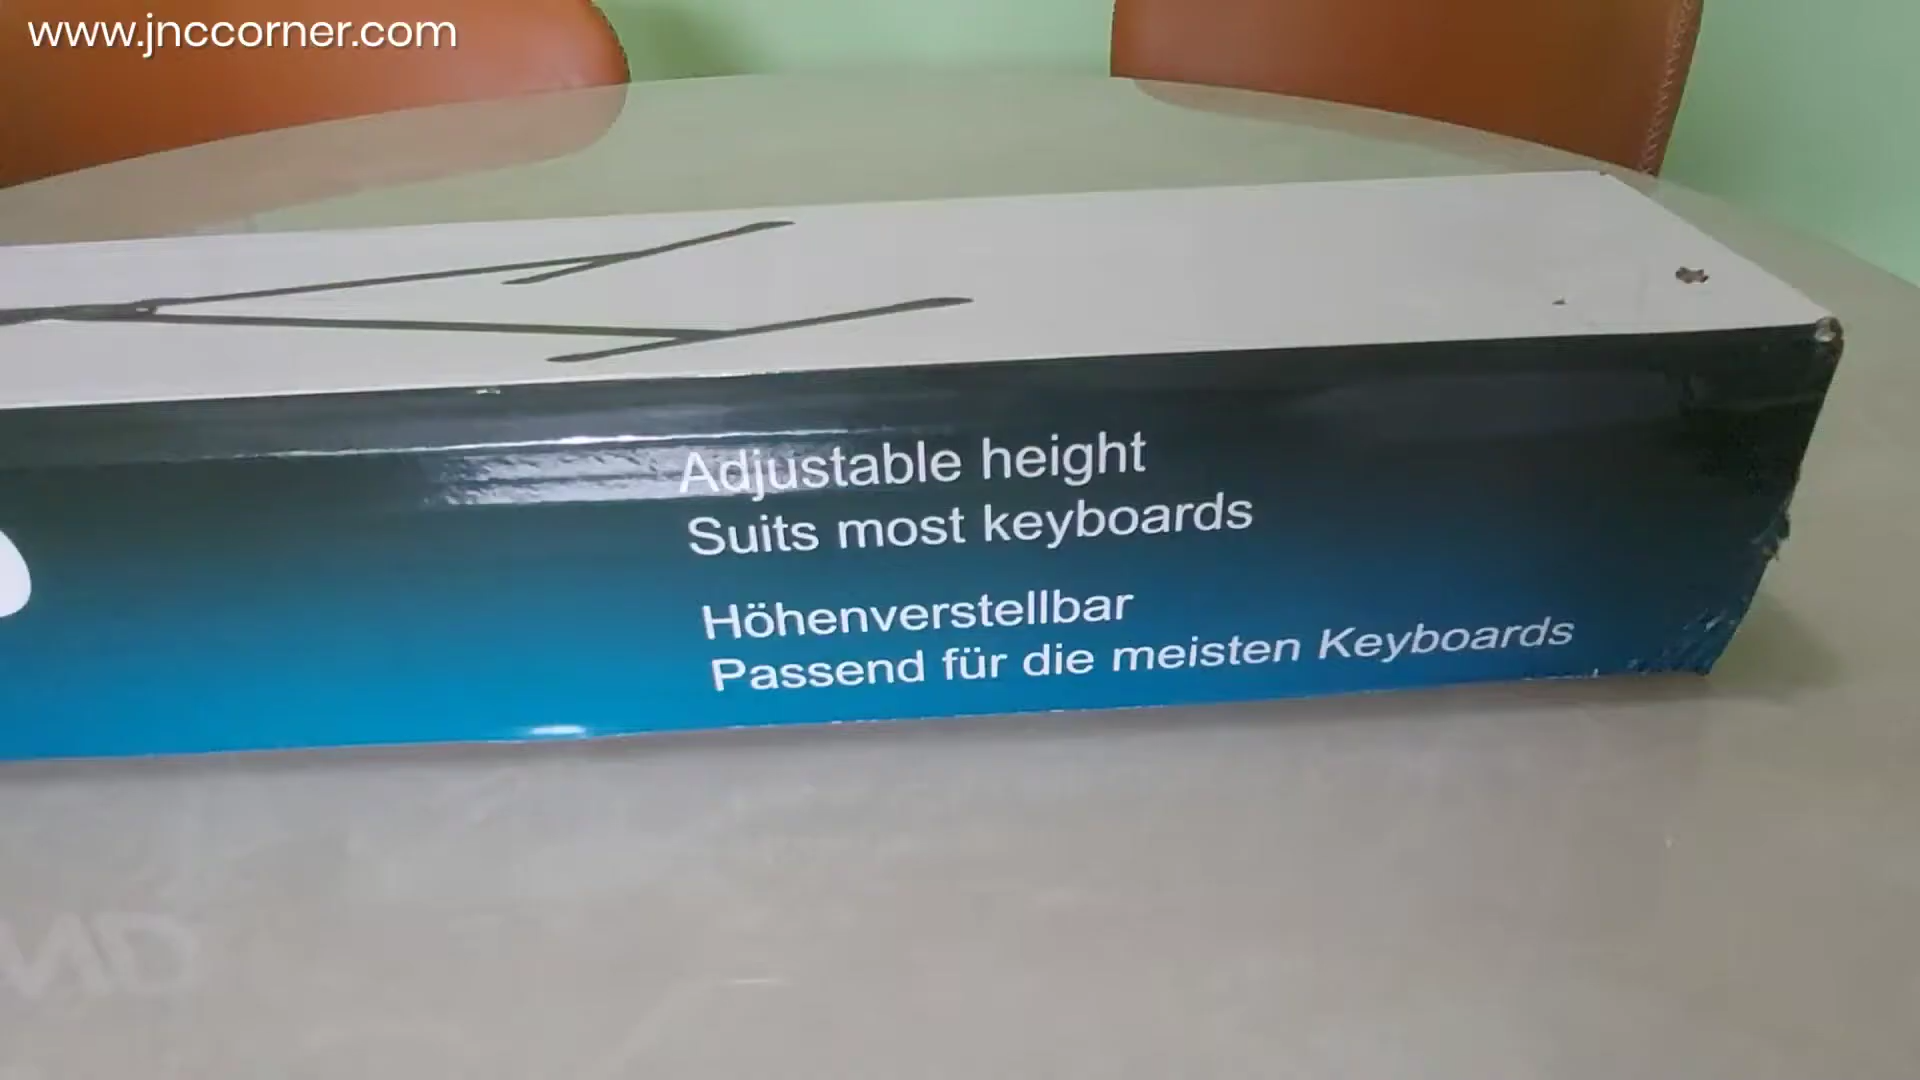 www.jnccorner.com
Adjustable height
Suits most keyboards
Höhenverstellbar
Passend für die meisten Keyboards